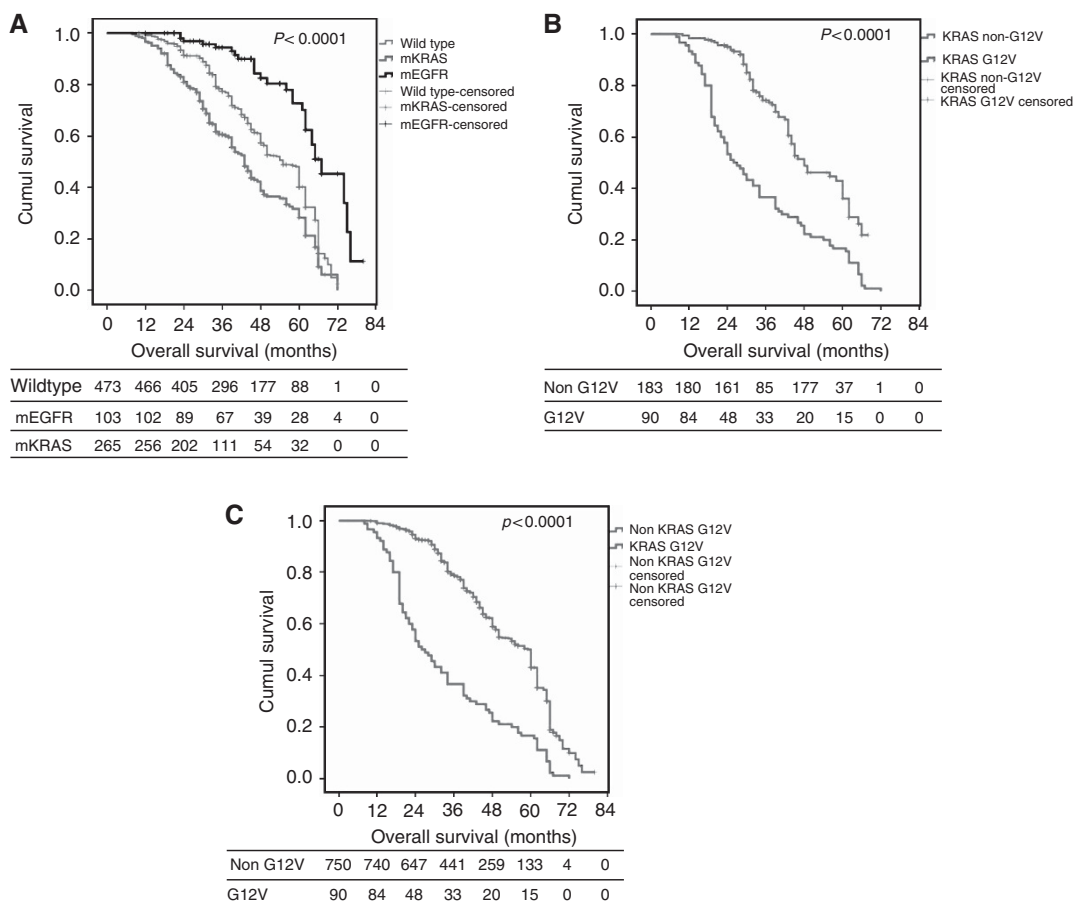 A
P< 0.0001
1.0
0.8
0.6
0.4
0.2
0.0
Cumul survival
0 12 24 36 48 60 72 84
Overall survival (months)
Wild type
mKRAS
mEGFR
Wild type-censored
mKRAS-censored
mEGFR-censored
Wildtype 473 466 405 296 177 88 1 0
mEGFR 103 102 89 67 39 28 4 0
mKRAS 265 256 202 111 54 32 0 0
B
P<0.0001
1.0
0.8
0.6
0.4
0.2
0.0
Cumul survival
0 12 24 36 48 60 72 84
Overall survival (months)
KRAS non-G12V
KRAS G12V
KRAS non-G12V
censored
KRAS G12V censored
Non G12V 183 180 161 85 177 37 1 0
G12V 90 84 48 33 20 15 0 0
C
p<0.0001
1.0
0.8
0.6
0.4
0.2
0.0
Cumul survival
0 12 24 36 48 60 72 84
Overall survival (months)
Non KRAS G12V
KRAS G12V
Non KRAS G12V
censored
Non KRAS G12V
censored
Non G12V 750 740 647 441 259 133 4 0
G12V 90 84 48 33 20 15 0 0